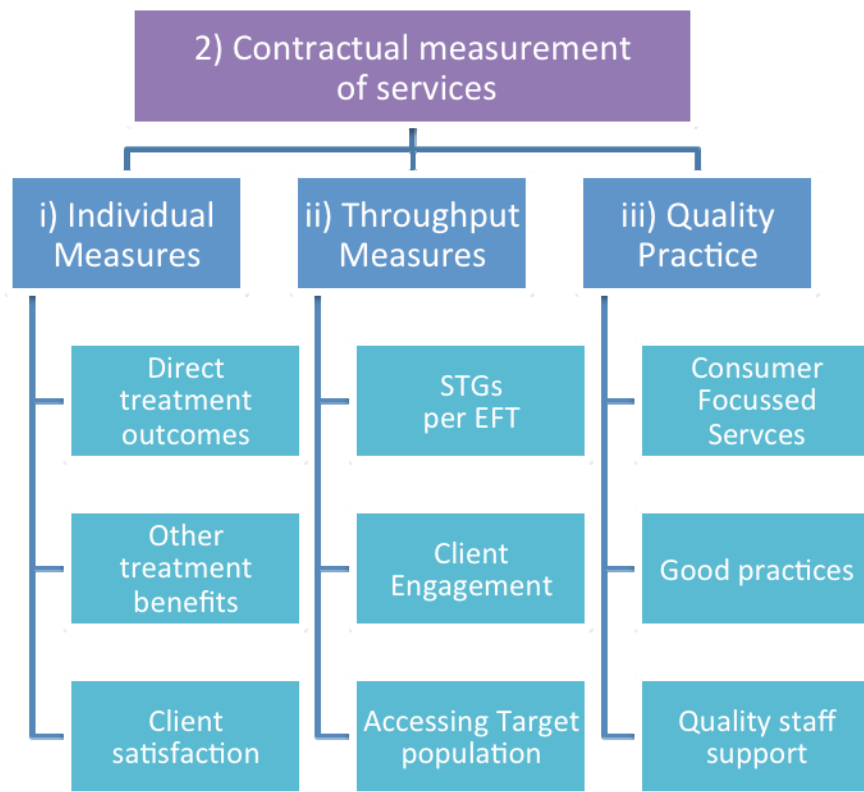 2) Contractual measurement
of services
i) Individual
Measures
ii) Throughput
Measures
iii) Quality
Practice
Direct
treatment
outcomes
STGs
per EFT
Consumer
Focussed
Servces
Other
treatment
benefits
Client
Engagement
Good practices
Client
satisfaction
Accessing Target
population
Quality staff
support